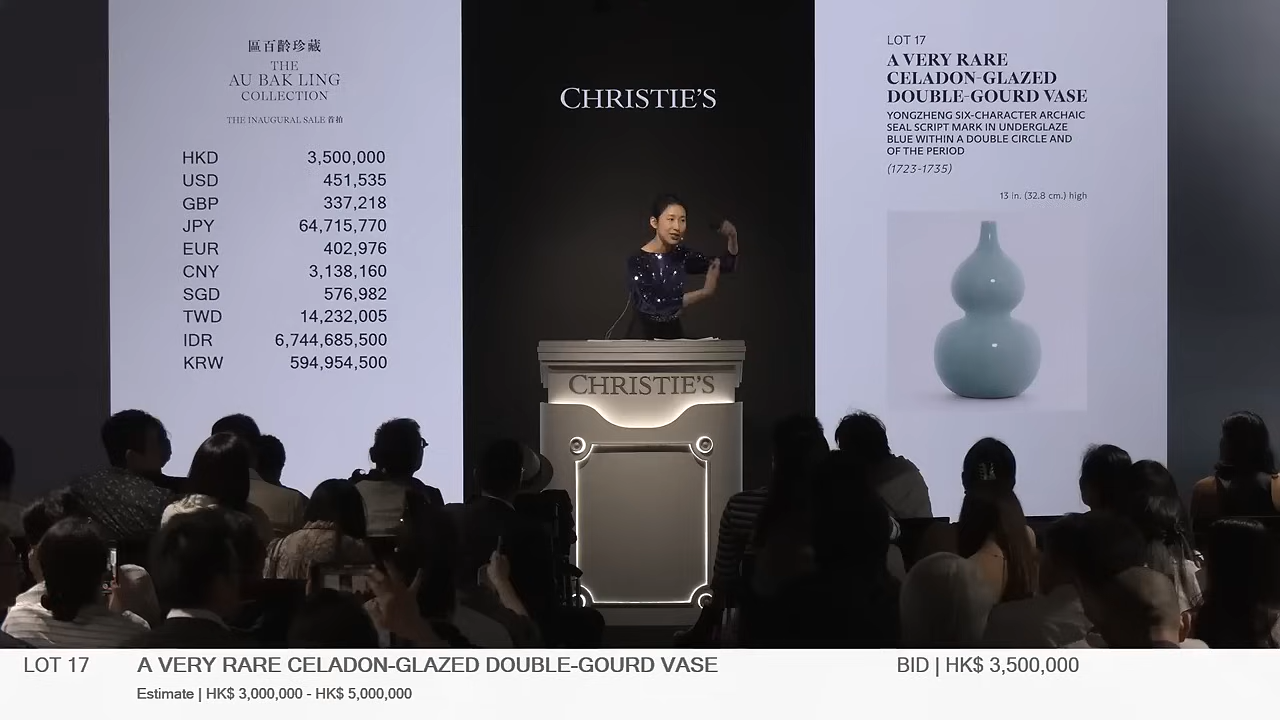 區百齡珍藏
THE
AU BAK LING
COLLECTION
THE INAUGURAL SALE 首拍
HKD 3,500,000
USD 451,535
GBP 337,218
JPY 64,715,770
EUR 402,976
CNY 3,138,160
SGD 576,982
TWD 14,232,005
IDR 6,744,685,500
KRW 594,954,500
CHRISTIE'S
CHRISTIE'S
LOT 17
A VERY RARE
CELADON-GLAZED
DOUBLE-GOURD VASE
YONGZHENG SIX-CHARACTER ARCHAIC
SEAL SCRIPT MARK IN UNDERGLAZE
BLUE WITHIN A DOUBLE CIRCLE AND
OF THE PERIOD
(1723-1735)
13 in. (32.8 cm.) high
LOT 17 A VERY RARE CELADON-GLAZED DOUBLE-GOURD VASE BID | HK$ 3,500,000
Estimate | HK$ 3,000,000 - HK$ 5,000,000